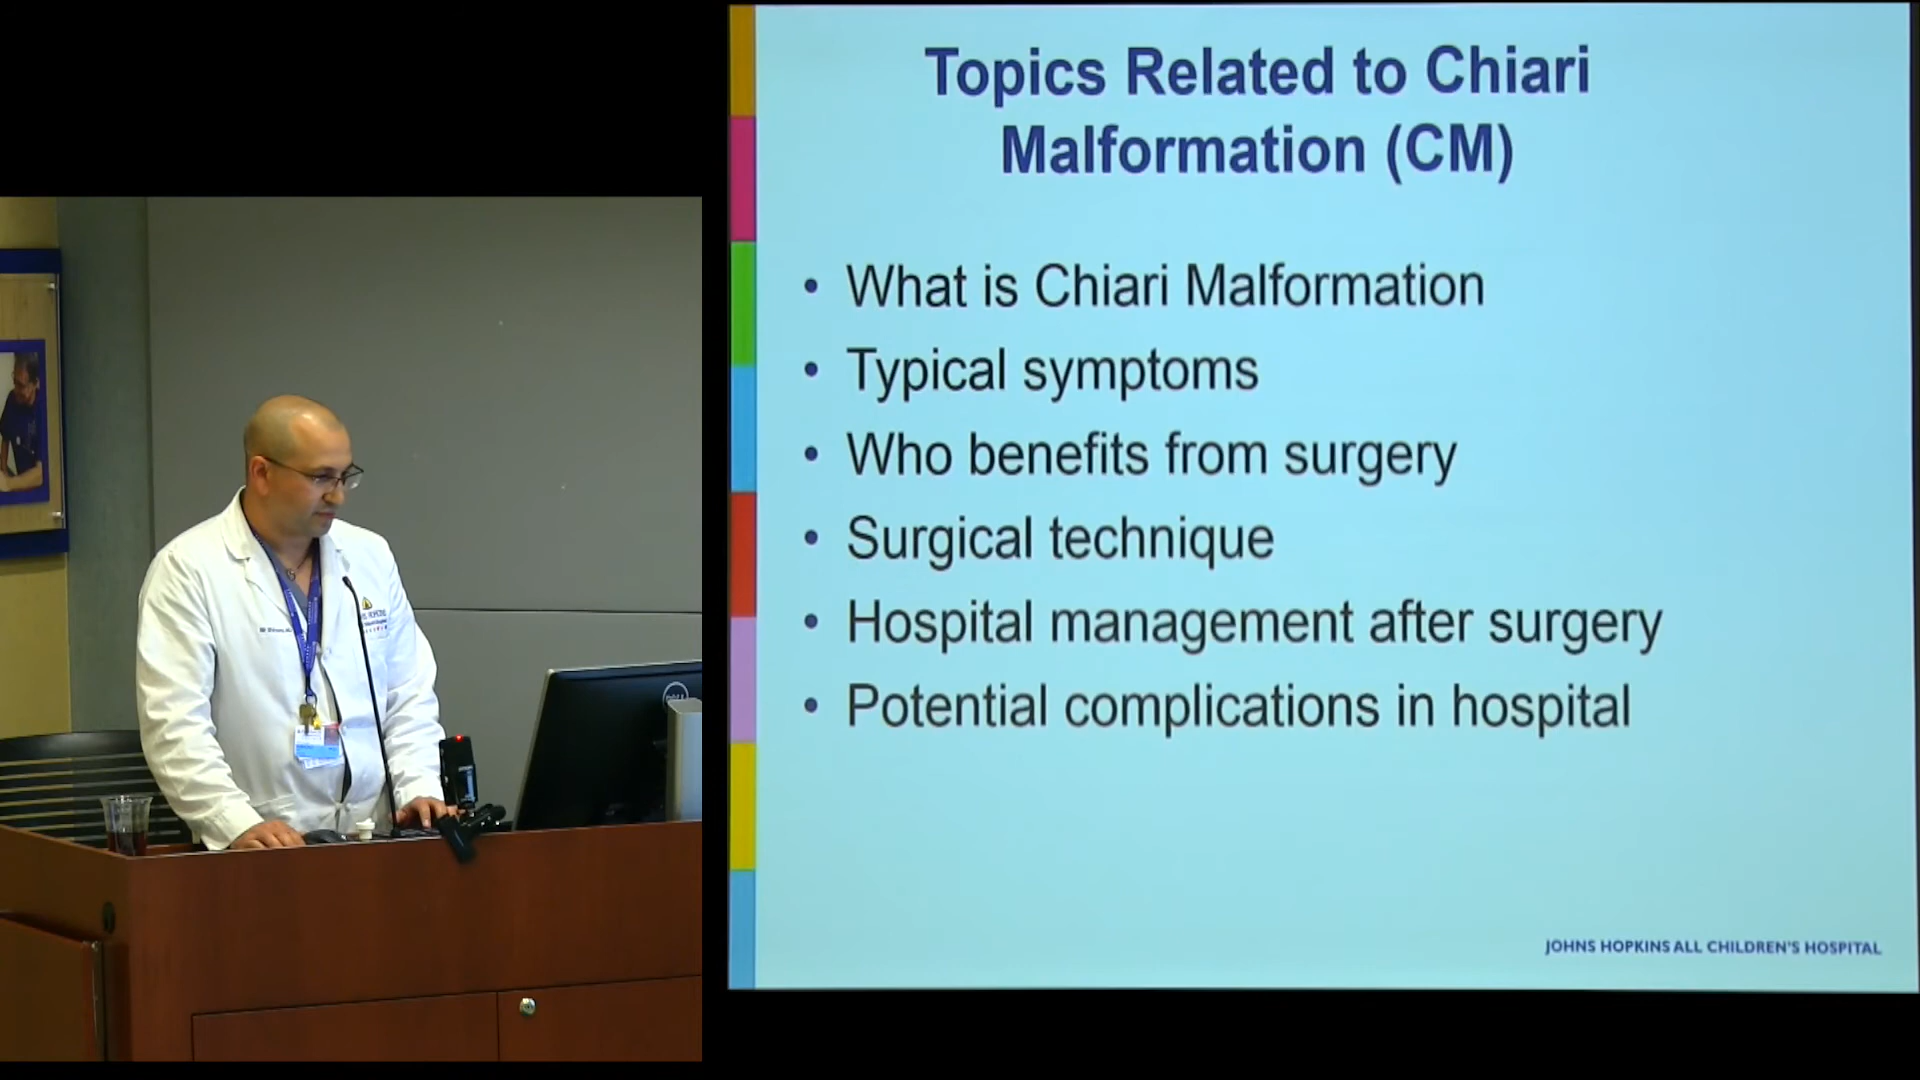 Topics Related to Chiari
Malformation (CM)
• What is Chiari Malformation
• Typical symptoms
• Who benefits from surgery
• Surgical technique
• Hospital management after surgery
• Potential complications in hospital
JOHNS HOPKINS ALL CHILDREN'S HOSPITAL
DELL